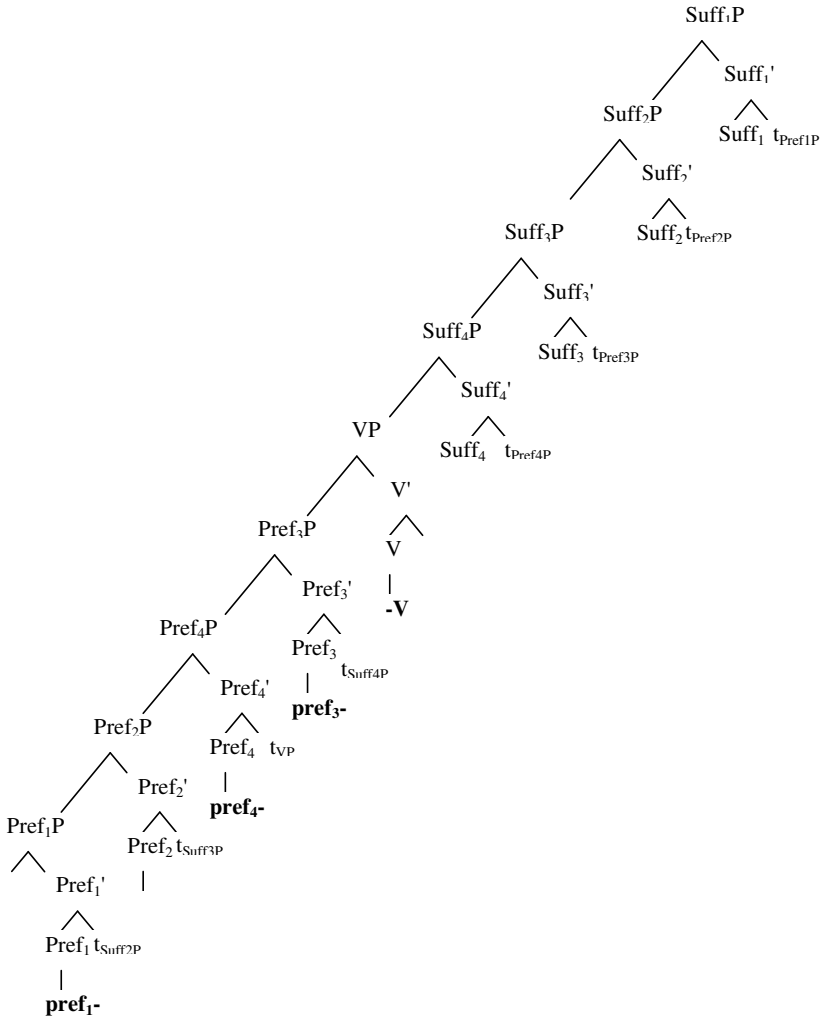 Suff₁P
Suff₁'
Suff₂P
Suff₁ t_Pref1P
Suff₂'
Suff₃P
Suff₂ t_Pref2P
Suff₃'
Suff₄P
Suff₃ t_Pref3P
Suff₄'
VP
Suff₄ t_Pref4P
V'
Pref₃P
V
Pref₃'
-V
Pref₄P
Pref₃ t_Suff4P
Pref₄'
pref₃-
Pref₂P
Pref₄ t_VP
Pref₂'
pref₄-
Pref₁P
Pref₂ t_Suff3P
Pref₁'
Pref₁ t_Suff2P
pref₁-